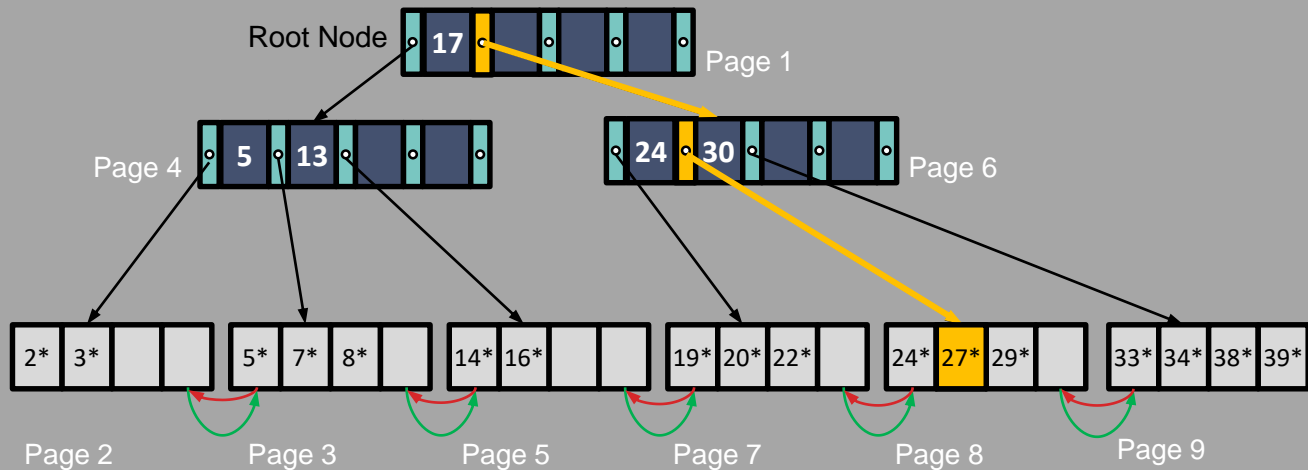 Root Node
17
Page 1
Page 4
5 13
24 30
Page 6
2* 3*
5* 7* 8*
14* 16*
19* 20* 22*
24* 27* 29*
33* 34* 38* 39*
Page 2
Page 3
Page 5
Page 7
Page 8
Page 9